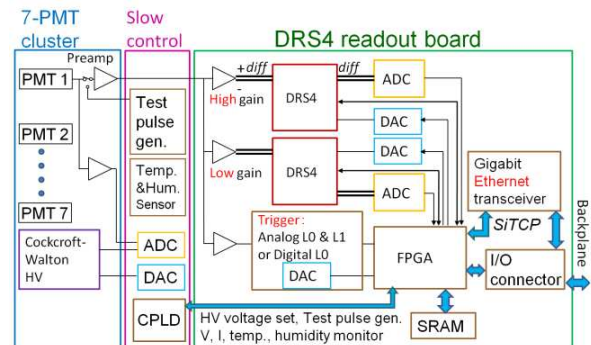 7-PMT
cluster
Slow
control
DRS4 readout board
Preamp
PMT 1
PMT 2
PMT 7
Cockcroft-
Walton
HV
Test
pulse
gen.
Temp.
&Hum.
Sensor
ADC
DAC
CPLD
+ diff
-
High gain
DRS4
diff
ADC
DAC
DAC
Low gain
DRS4
ADC
Trigger:
Analog L0 & L1
or Digital L0
DAC
FPGA
Gigabit
Ethernet
transceiver
SiTCP
I/O
connector
Backplane
SRAM
HV voltage set, Test pulse gen.
V, I, temp., humidity monitor